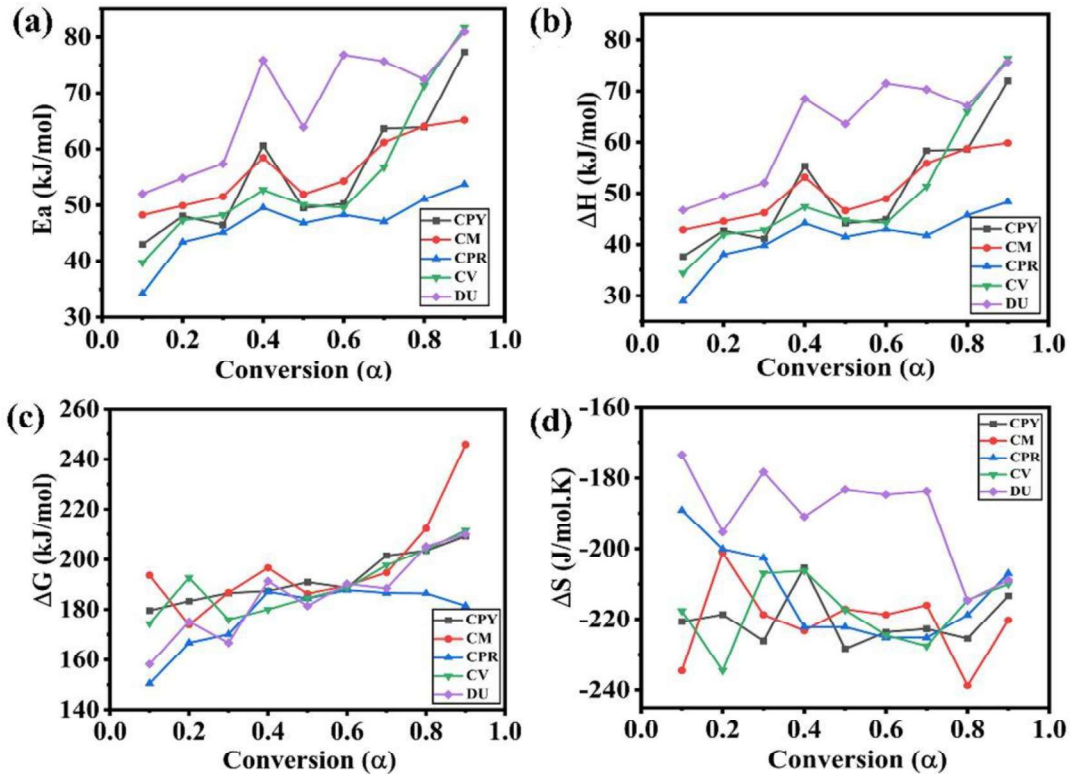 (a)
80
70
60
50
40
30
Ea (kJ/mol)
CPY
CM
CPR
CV
DU
0.0 0.2 0.4 0.6 0.8 1.0
Conversion (α)
(b)
80
70
60
50
40
30
ΔH (kJ/mol)
CPY
CM
CPR
CV
DU
0.0 0.2 0.4 0.6 0.8 1.0
Conversion (α)
(c)
260
240
220
200
180
160
140
ΔG (kJ/mol)
CPY
CM
CPR
CV
DU
0.0 0.2 0.4 0.6 0.8 1.0
Conversion (α)
(d)
-160
-180
-200
-220
-240
ΔS (J/mol.K)
CPY
CM
CPR
CV
DU
0.0 0.2 0.4 0.6 0.8 1.0
Conversion (α)